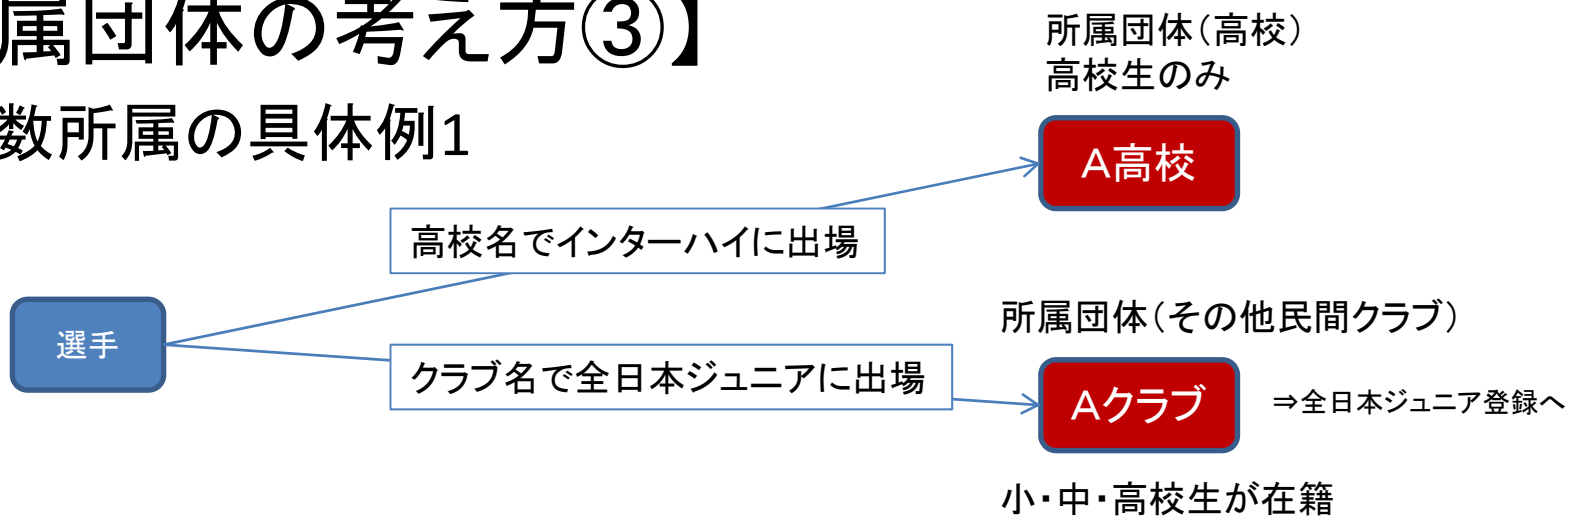 属団体の考え方③】
数所属の具体例1
所属団体（高校）
高校生のみ
A高校
高校名でインターハイに出場
選手
所属団体（その他民間クラブ）
クラブ名で全日本ジュニアに出場
Aクラブ
⇒全日本ジュニア登録へ
小・中・高校生が在籍